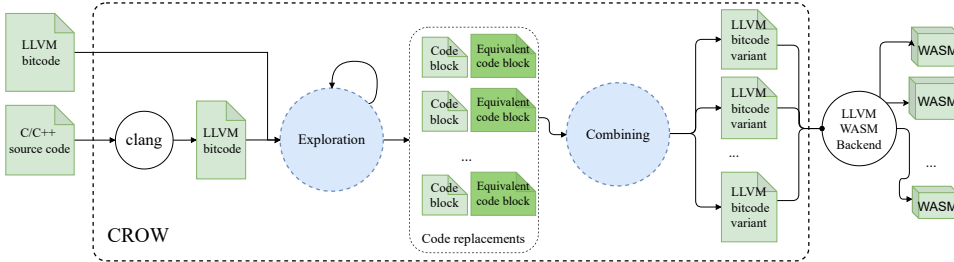 LLVM
bitcode
C/C++
source code
clang
LLVM
bitcode
Exploration
Code
block
Equivalent
code block
Code
block
Equivalent
code block
...
Code
block
Equivalent
code block
Code replacements
Combining
LLVM
bitcode
variant
LLVM
bitcode
variant
...
LLVM
bitcode
variant
LLVM
WASM
Backend
WASM
WASM
...
WASM
CROW